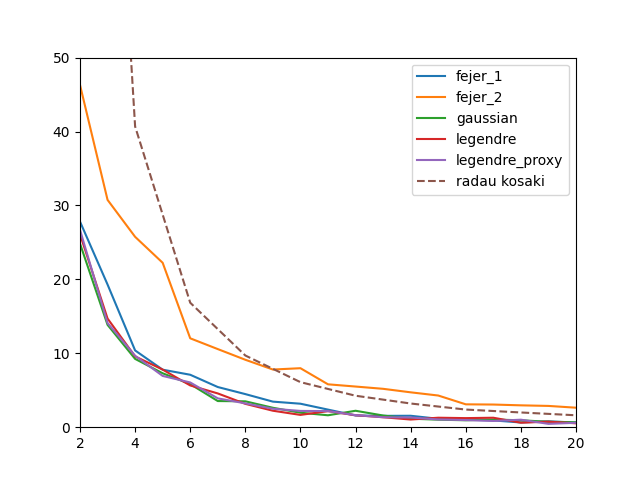 50
40
30
20
10
0
2 4 6 8 10 12 14 16 18 20
fejer_1
fejer_2
gaussian
legendre
legendre_proxy
radau kosaki